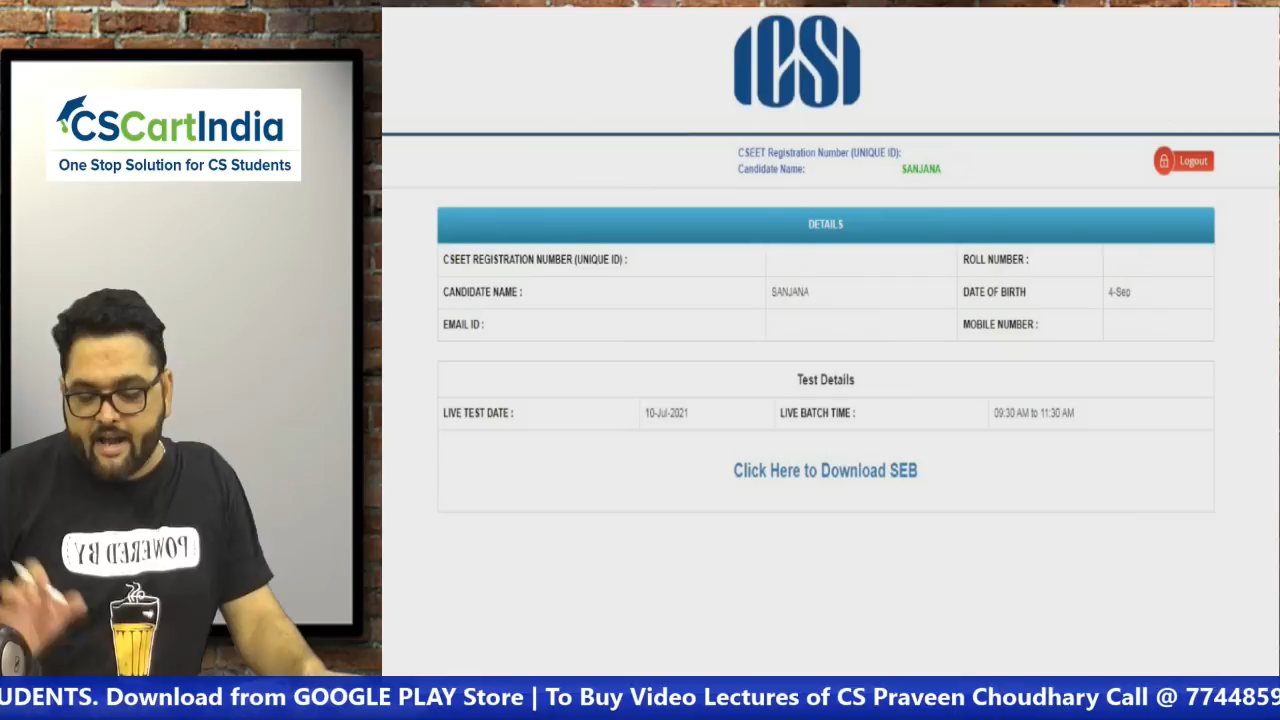 CSCartIndia
One Stop Solution for CS Students
POWERED BY
ICSI
CSEET Registration Number (UNIQUE ID):
Candidate Name: SANJANA
Logout
DETAILS
CSEET REGISTRATION NUMBER (UNIQUE ID) : ROLL NUMBER :
CANDIDATE NAME : SANJANA DATE OF BIRTH 4-Sep
EMAIL ID : MOBILE NUMBER :
Test Details
LIVE TEST DATE : 10-Jul-2021 LIVE BATCH TIME : 09:30 AM to 11:30 AM
Click Here to Download SEB
UDENTS. Download from GOOGLE PLAY Store | To Buy Video Lectures of CS Praveen Choudhary Call @ 7744859